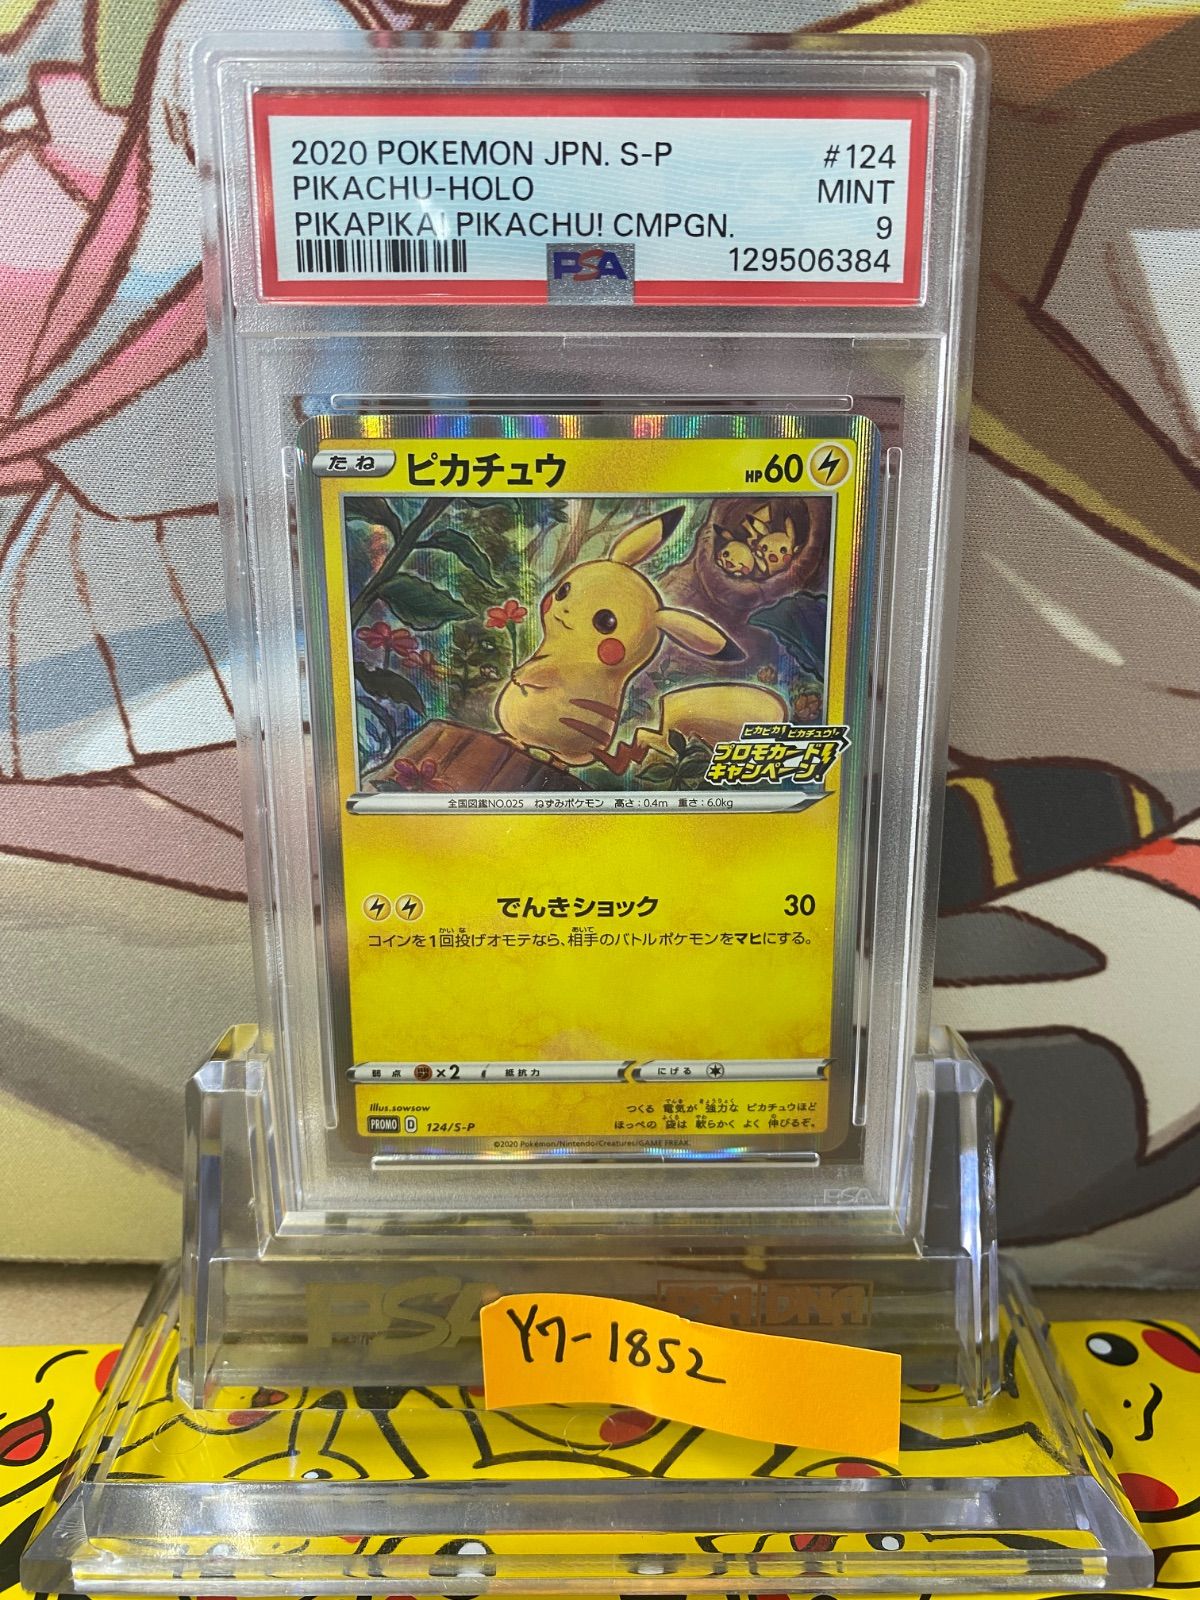 2020 POKEMON JPN. S-P #124
PIKACHU-HOLO MINT
PIKAPIKA! PIKACHU! CMPGN. 9
PSA 129506384
たね ピカチュウ HP60
ピカピカ! ピカチュウ!
プロモカード
キャンペーン!
全国図鑑NO.025 ねずみポケモン 高さ:0.4m 重さ:6.0kg
でんきショック 30
コインを1回投げオモテなら、相手のバトルポケモンをマヒにする。
弱点 ×2 抵抗力 にげる
Illus.sowsow
つくる 電気が 強力な ピカチュウほど
ほっぺの 袋は 軟らかく よく 伸びるぞ。
PROMO D 124/S-P
©2020 Pokémon/Nintendo/Creatures/GAME FREAK.
PSA
PSA PSA/DNA
Y7-1852